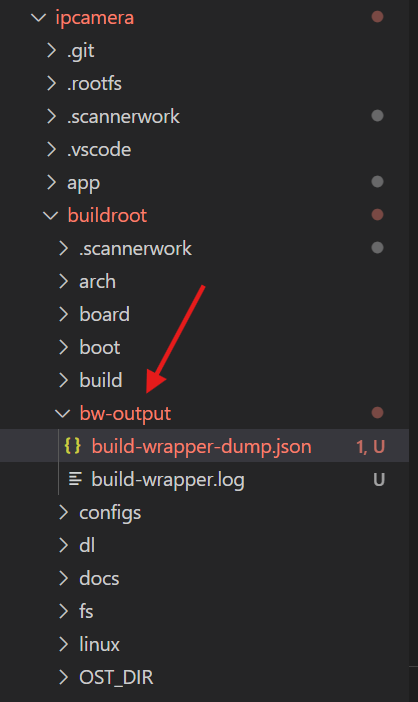 ipcamera
.git
.rootfs
.scannerwork
.vscode
app
buildroot
.scannerwork
arch
board
boot
build
bw-output
{} build-wrapper-dump.json 1, U
build-wrapper.log U
configs
dl
docs
fs
linux
OST_DIR